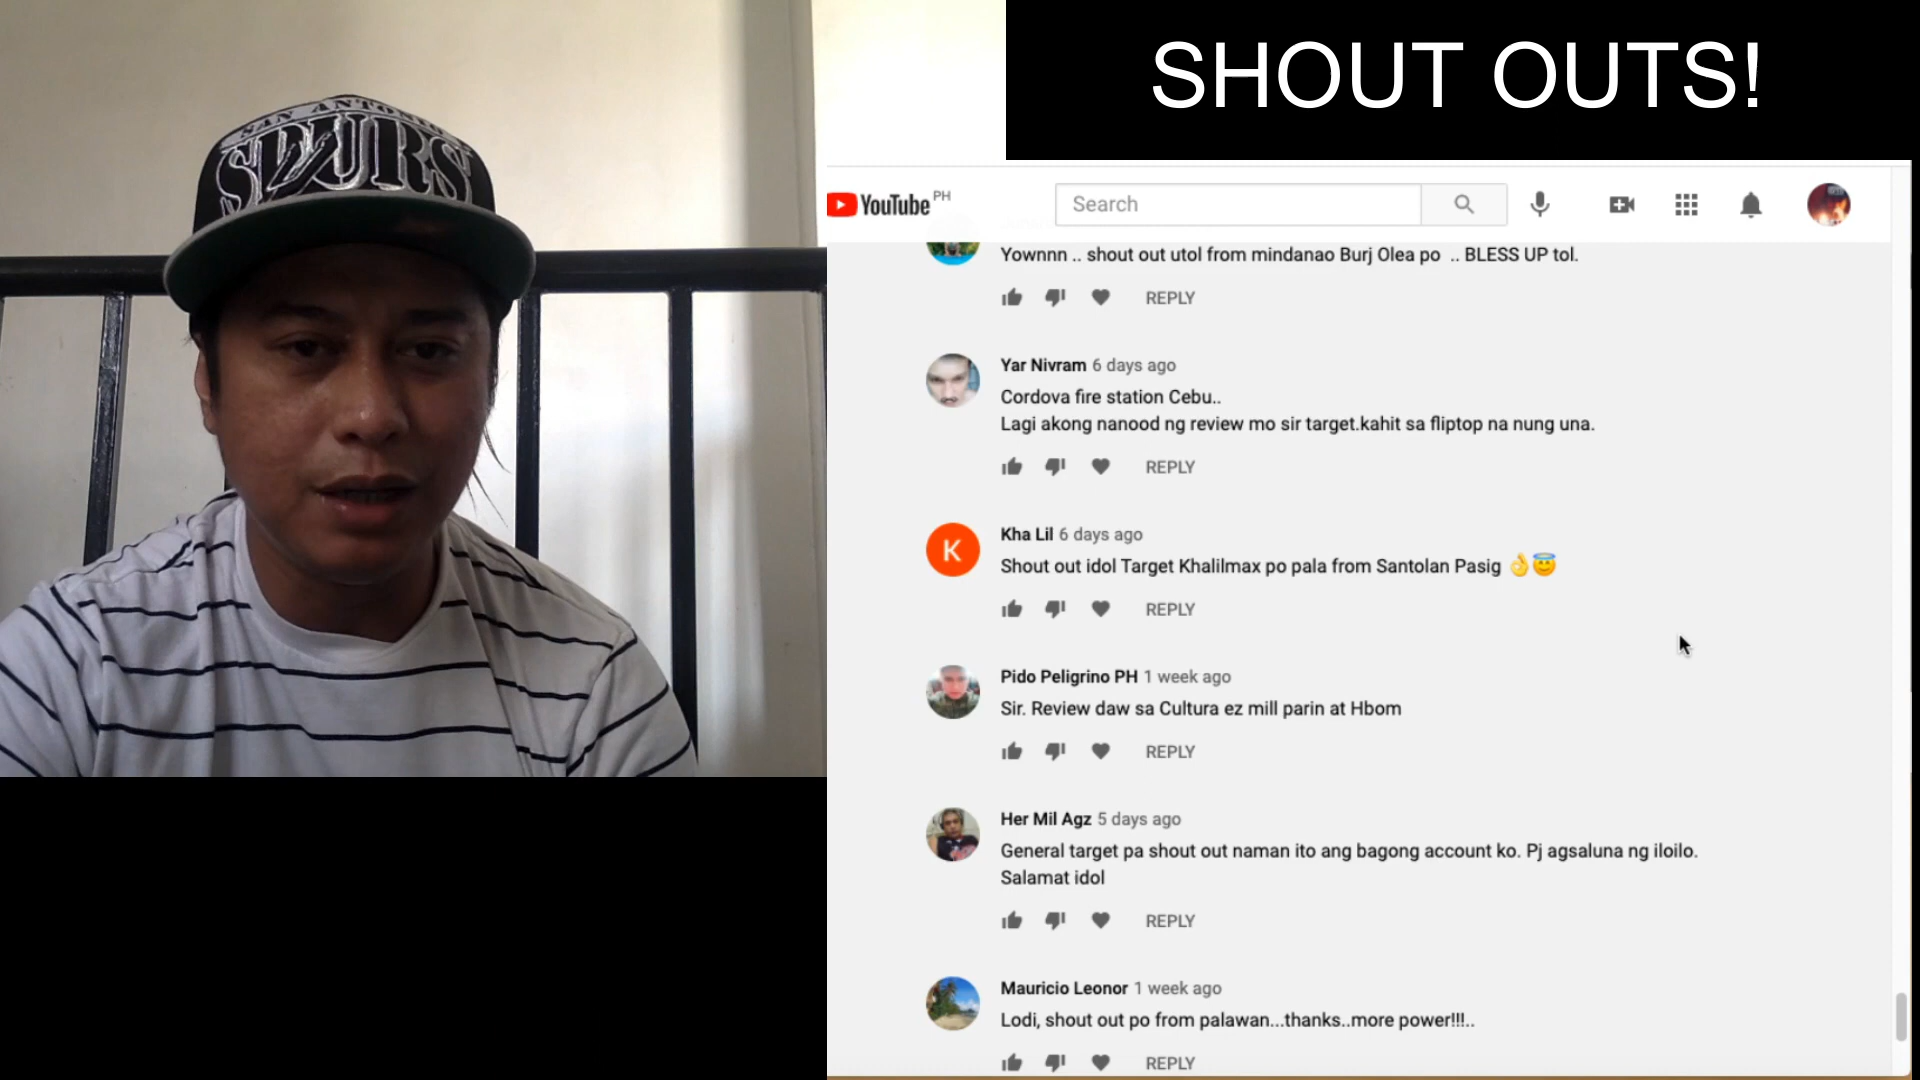 SHOUT OUTS!
SAN ANTONIO
SPURS
YouTube PH
Search
Yownnn .. shout out utol from mindanao Burj Olea po .. BLESS UP tol.
REPLY
Yar Nivram 6 days ago
Cordova fire station Cebu..
Lagi akong nanood ng review mo sir target.kahit sa fliptop na nung una.
REPLY
K
Kha Lil 6 days ago
Shout out idol Target Khalilmax po pala from Santolan Pasig 👌😇
REPLY
Pido Peligrino PH 1 week ago
Sir. Review daw sa Cultura ez mill parin at Hbom
REPLY
Her Mil Agz 5 days ago
General target pa shout out naman ito ang bagong account ko. Pj agsaluna ng iloilo.
Salamat idol
REPLY
Mauricio Leonor 1 week ago
Lodi, shout out po from palawan...thanks..more power!!!..
REPLY